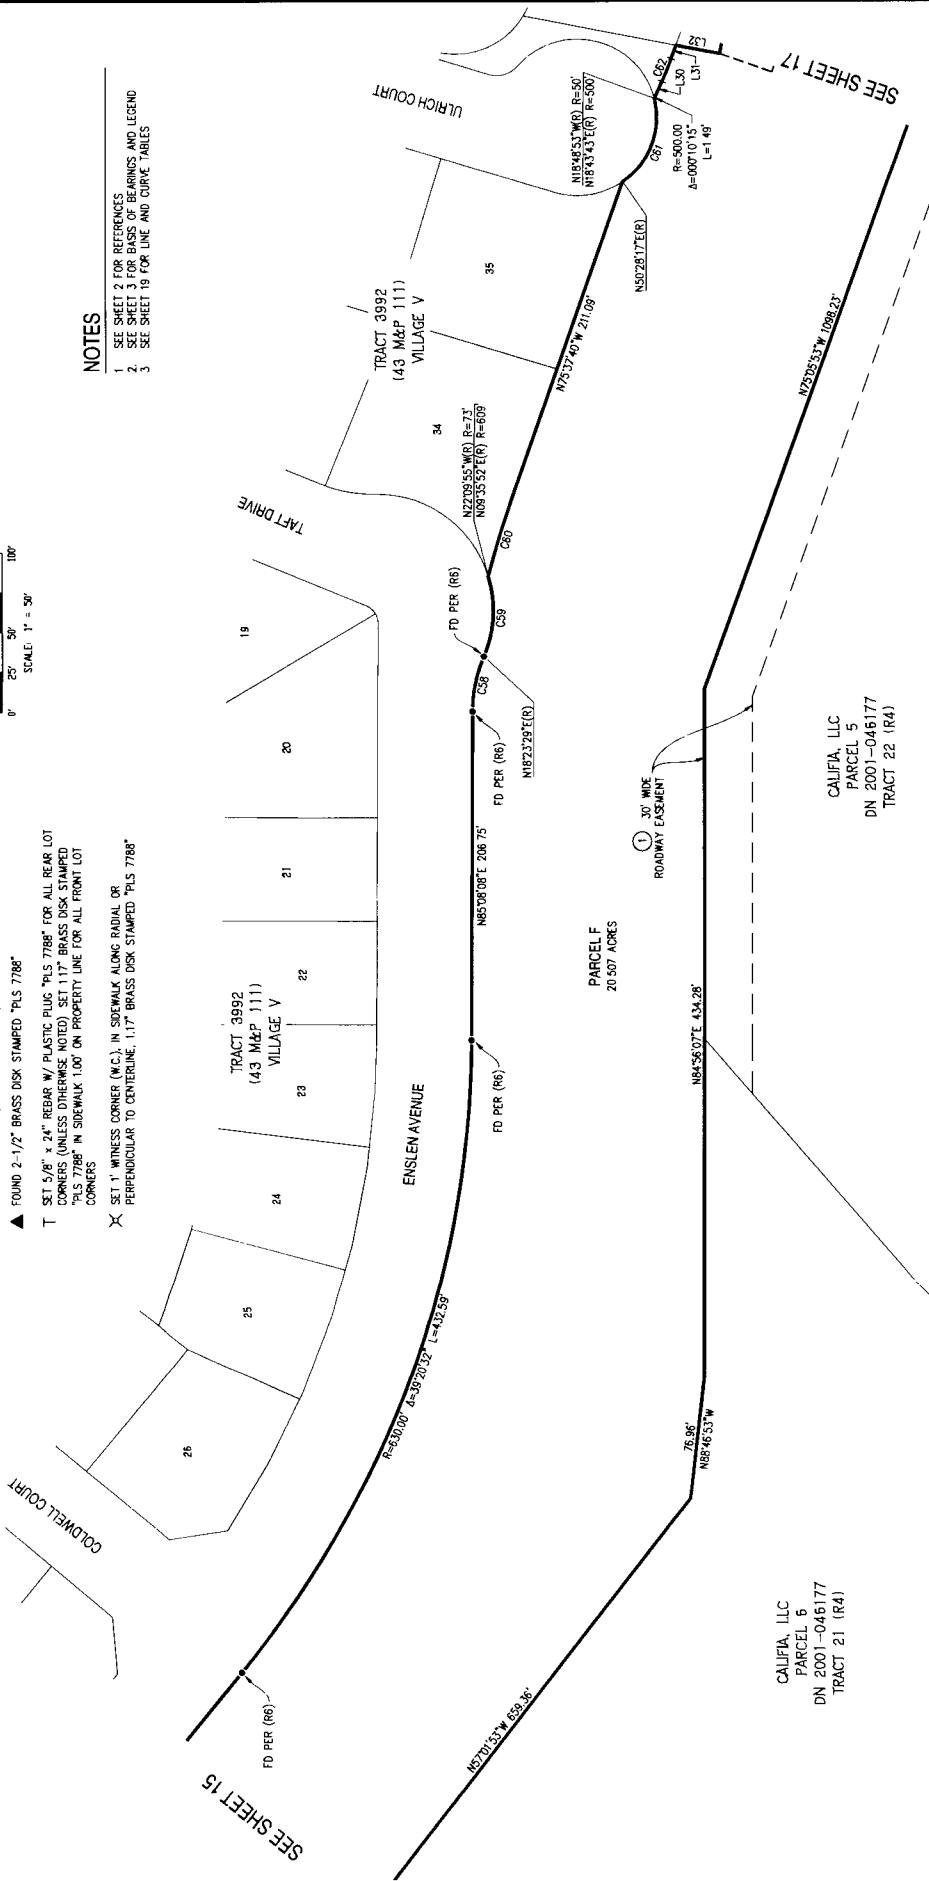 ▲ FOUND 2-1/2" BRASS DISK STAMPED "PLS 7788"
SET 5/8" x 24" REBAR W/ PLASTIC PLUG "PLS 7788" FOR ALL REAR LOT
CORNERS (UNLESS OTHERWISE NOTED) SET 1 17" BRASS DISK STAMPED
"PLS 7788" IN SIDEWALK 1.00' ON PROPERTY LINE FOR ALL FRONT LOT
CORNERS
SET 1' WITNESS CORNER (W.C.), IN SIDEWALK ALONG RADIAL OR
PERPENDICULAR TO CENTERLINE, 1.17" BRASS DISK STAMPED "PLS 7788"
0' 25' 50' 100'
SCALE: 1" = 50'
NOTES
1 SEE SHEET 2 FOR REFERENCES
2. SEE SHEET 3 FOR BASIS OF BEARINGS AND LEGEND
3 SEE SHEET 19 FOR LINE AND CURVE TABLES
COLDWELL COURT
26
25
24
23
22
21
20
19
TRACT 3992
(43 M&P 111)
VILLAGE V
ENSLEN AVENUE
TAFT DRIVE
34
TRACT 3992
(43 M&P 111)
VILLAGE V
35
ULRICH COURT
SEE SHEET 15
FD PER (R6)
R=630.00' Δ=39°20'32" L=432.59'
FD PER (R6)
N85°08'08"E 206 75'
FD PER (R6)
C58
FD PER (R6)
N18°23'29"E(R)
C59
N22°09'55"W(R) R=73'
N09°35'52"E(R) R=609'
C60
N75°37'40"W 211.09'
N50°28'17"E(R)
C61
N18°48'53"W(R) R=50'
N18°43'43"E(R) R=500'
R=500.00
Δ=000°10'15"
L=1 49'
C62
L30
L31
L32
SEE SHEET 17
PARCEL F
20 507 ACRES
1 30' WIDE
ROADWAY EASEMENT
N57°01'53"W 659.36'
76.96'
N88°46'53"W
N84°56'07"E 434.28'
N75°05'53"W 1098.23'
CALIFIA, LLC
PARCEL 6
DN 2001-046177
TRACT 21 (R4)
CALIFIA, LLC
PARCEL 5
DN 2001-046177
TRACT 22 (R4)